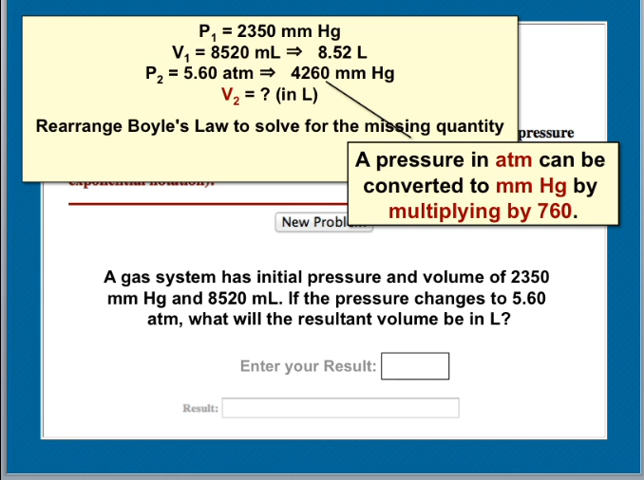 P₁ = 2350 mm Hg
V₁ = 8520 mL ⇒ 8.52 L
P₂ = 5.60 atm ⇒ 4260 mm Hg
V₂ = ? (in L)
Rearrange Boyle's Law to solve for the missing quantity
pressure
A pressure in atm can be
converted to mm Hg by
multiplying by 760.
exponential notation).
New Proble
A gas system has initial pressure and volume of 2350
mm Hg and 8520 mL. If the pressure changes to 5.60
atm, what will the resultant volume be in L?
Enter your Result:
Result: